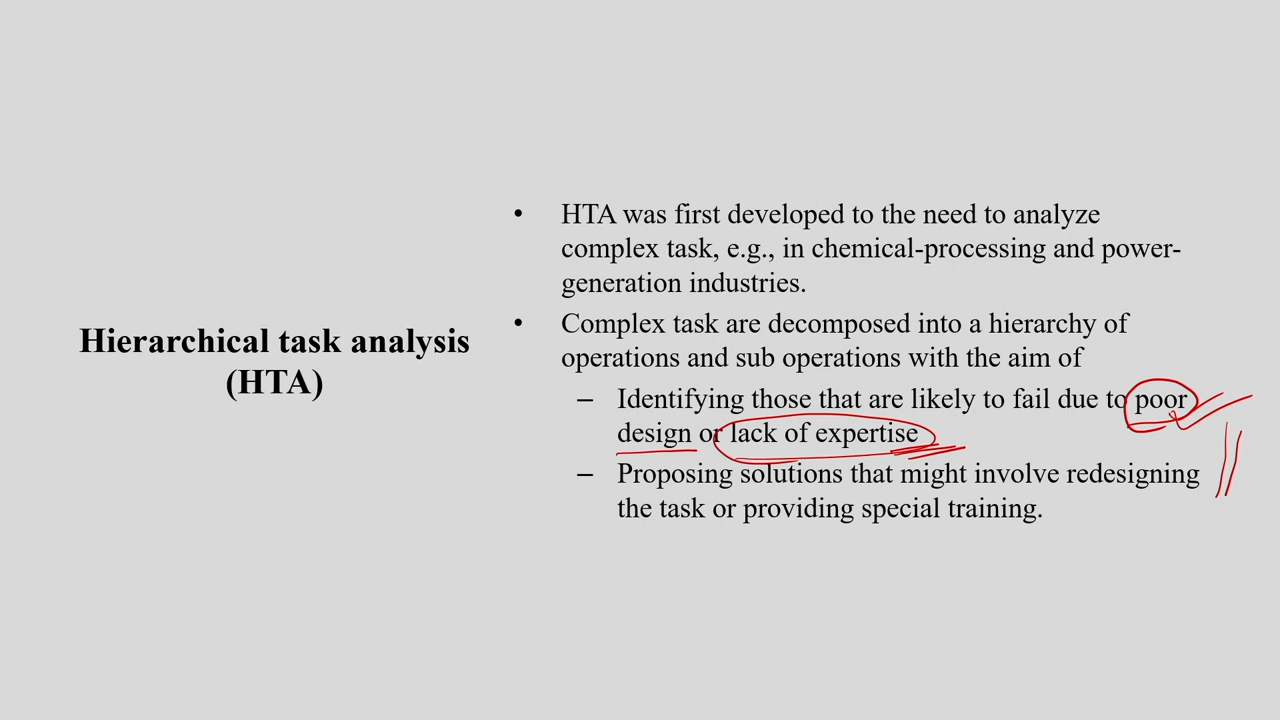 Hierarchical task analysis
(HTA)
• HTA was first developed to the need to analyze
complex task, e.g., in chemical-processing and power-
generation industries.
• Complex task are decomposed into a hierarchy of
operations and sub operations with the aim of
– Identifying those that are likely to fail due to poor
design or lack of expertise
– Proposing solutions that might involve redesigning
the task or providing special training.